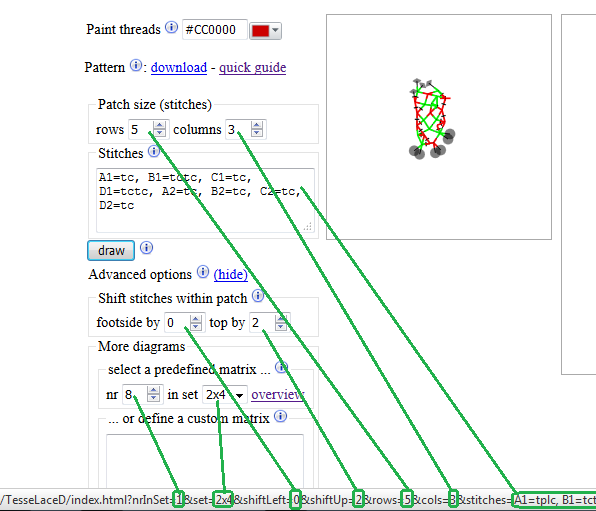 Paint threads #CC0000
Pattern : download - quick guide
Patch size (stitches)
rows 5 columns 3
Stitches
A1=tc, B1=tctc, C1=tc,
D1=tctc, A2=tc, B2=tc, C2=tc,
D2=tc
draw
Advanced options (hide)
Shift stitches within patch
footside by 0 top by 2
More diagrams
select a predefined matrix ...
nr 8 in set 2x4 overview
... or define a custom matrix
/TesseLaceD/index.html?nrInSet=1&set=2x4&shiftLeft=0&shiftUp=2&rows=5&cols=3&stitches=A1=tplc, B1=tct